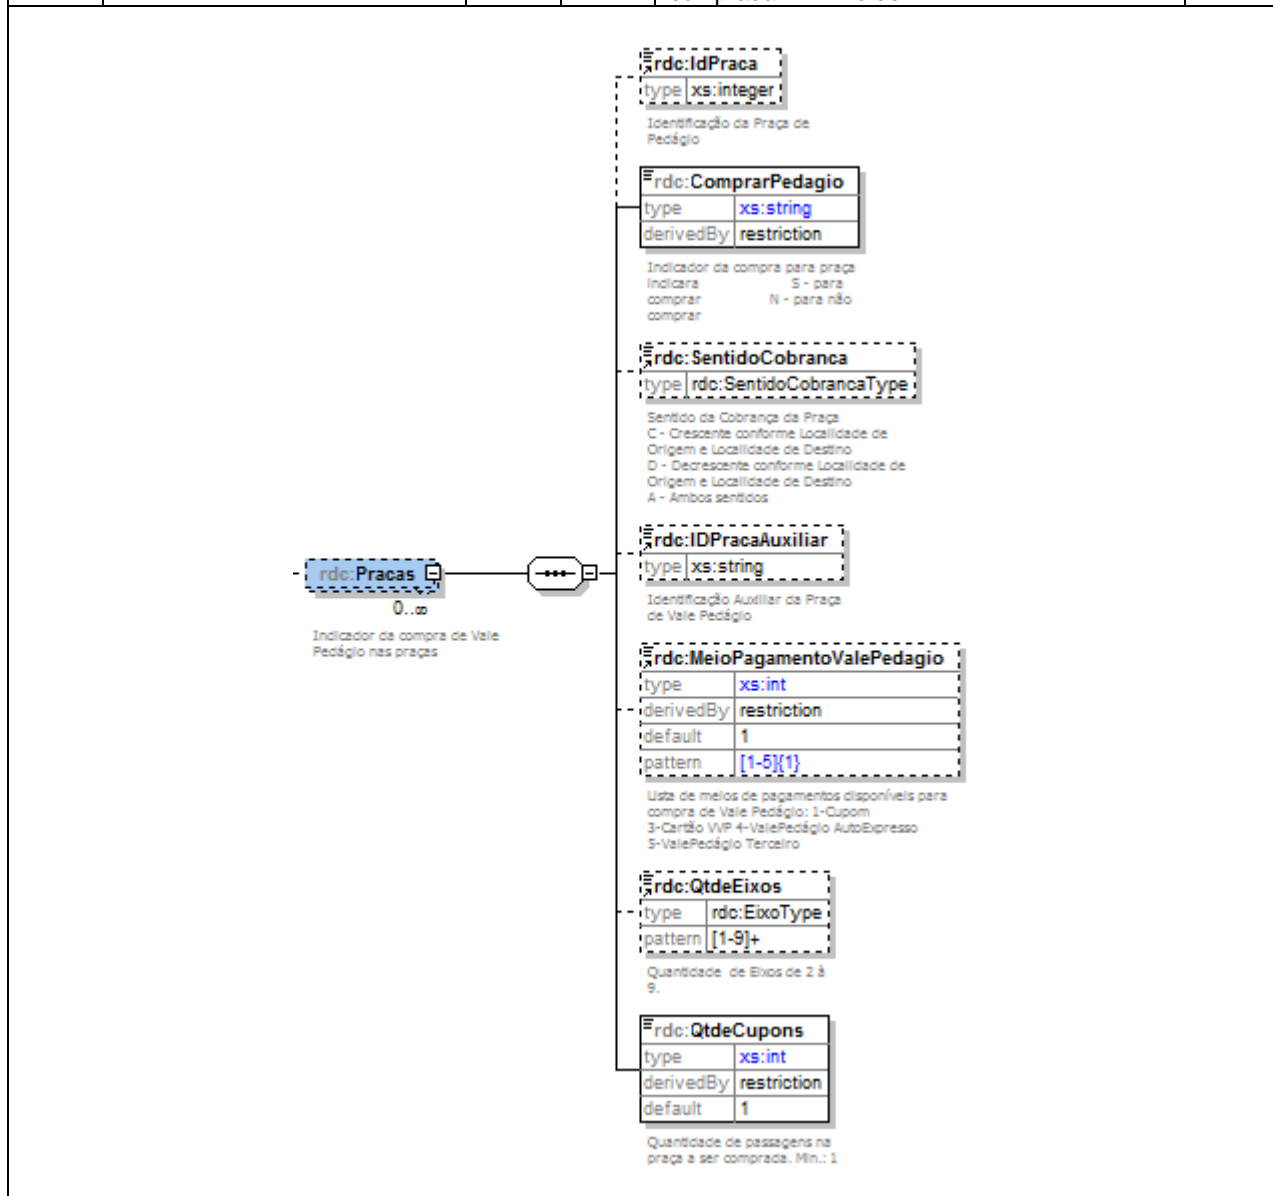 rdc:IdPraca
type xs:integer
Identificação da Praça de
Pedágio
rdc:ComprarPedagio
type xs:string
derivedBy restriction
Indicador da compra para praça
indicara S - para
comprar N - para não
comprar
rdc:SentidoCobranca
type rdc:SentidoCobrancaType
Sentido da Cobrança da Praça
C - Crescente conforme Localidade de
Origem e Localidade de Destino
D - Decrescente conforme Localidade de
Origem e Localidade de Destino
A - Ambos sentidos
rdc:IDPracaAuxiliar
type xs:string
Identificação Auxiliar da Praça
de Vale Pedágio
rdc:Pracas
0..∞
Indicador da compra de Vale
Pedágio nas praças
rdc:MeioPagamentoValePedagio
type xs:int
derivedBy restriction
default 1
pattern [1-5]{1}
Lista de meios de pagamentos disponíveis para
compra de Vale Pedágio: 1-Cupom
3-Cartão VVP 4-ValePedágio AutoExpresso
5-ValePedágio Terceiro
rdc:QtdeEixos
type rdc:EixoType
pattern [1-9]+
Quantidade de Eixos de 2 à
9.
rdc:QtdeCupons
type xs:int
derivedBy restriction
default 1
Quantidade de passagens na
praça a ser comprada. Min.: 1